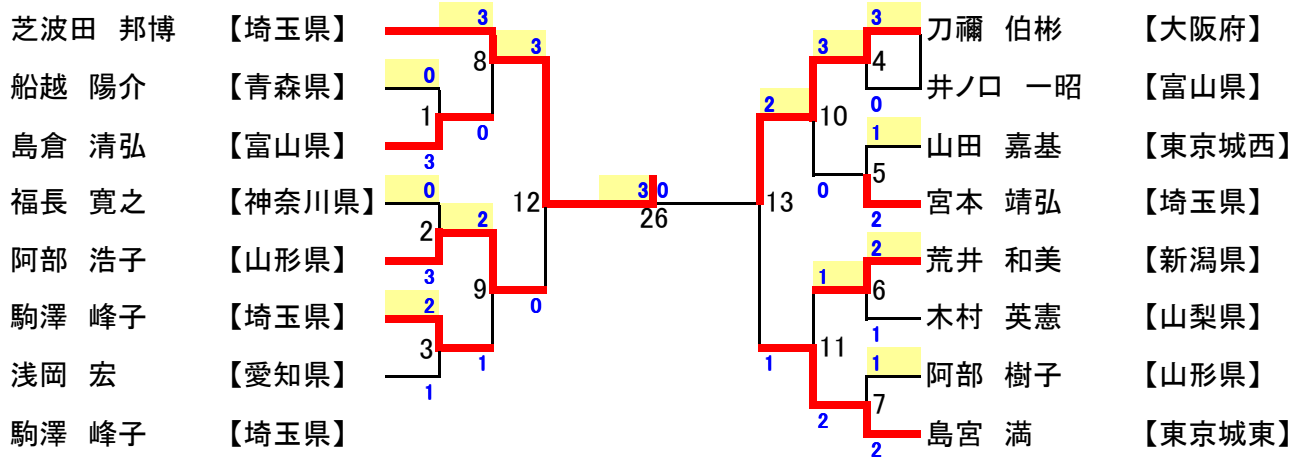 芝波田 邦博 【埼玉県】 3 3 刀禰 伯彬 【大阪府】
8 3 3 4
船越 陽介 【青森県】 0 井ノ口 一昭 【富山県】
1 0 2 10 0
島倉 清弘 【富山県】 3 1 山田 嘉基 【東京城西】
福長 寛之 【神奈川県】 0 12 3 0 26 13 0 5 2 宮本 靖弘 【埼玉県】
2 2
阿部 浩子 【山形県】 3 2 荒井 和美 【新潟県】
9 0 1 6
駒澤 峰子 【埼玉県】 2 1 木村 英憲 【山梨県】
3 1 1 11
浅岡 宏 【愛知県】 1 1 阿部 樹子 【山形県】
2 7
駒澤 峰子 【埼玉県】 2 島宮 満 【東京城東】